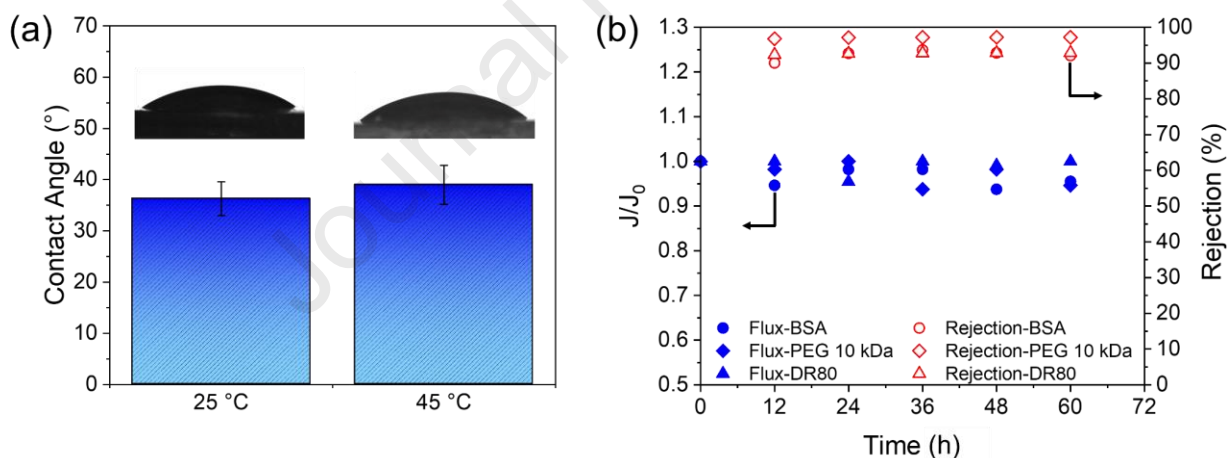 (a)
Contact Angle (°)
70
60
50
40
30
20
10
0
25 °C
45 °C
Journal
(b)
J/J0
1.3
1.2
1.1
1.0
0.9
0.8
0.7
0.6
0.5
Flux-BSA
Flux-PEG 10 kDa
Flux-DR80
Rejection-BSA
Rejection-PEG 10 kDa
Rejection-DR80
0 12 24 36 48 60 72
Time (h)
100
90
80
70
60
50
40
30
20
10
0
Rejection (%)